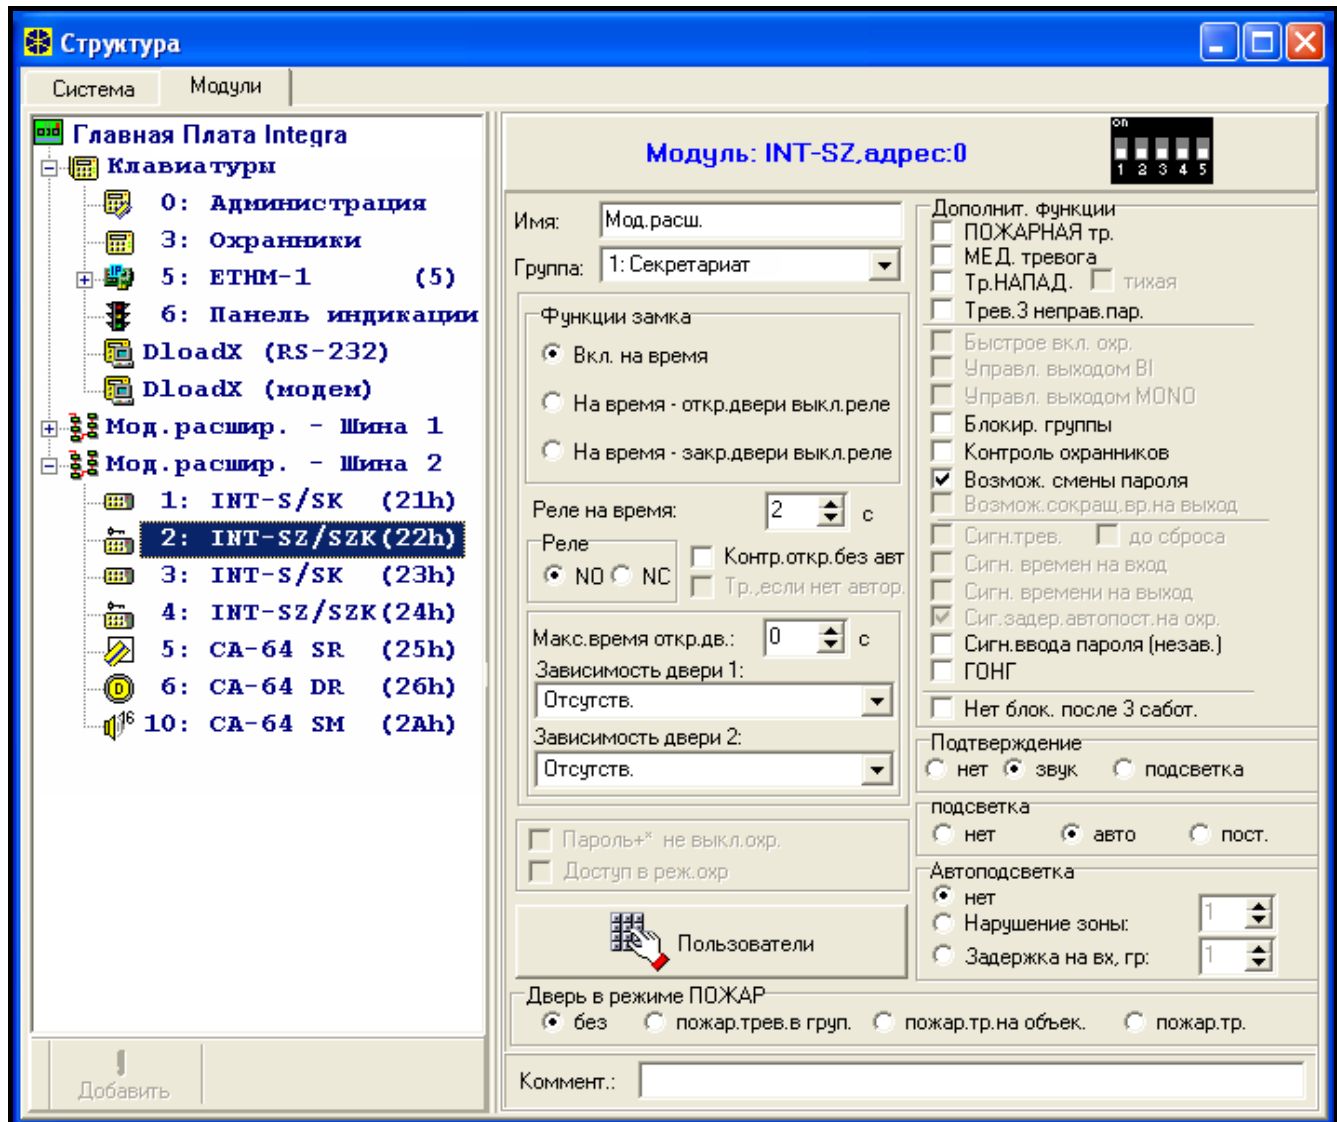 Структура
Система Модули
Главная Плата Integra
Клавиатуры
0: Администрация
3: Охранники
5: ETHM-1 (5)
6: Панель индикации
DloadX (RS-232)
DloadX (модем)
Мод.расшир. - Шина 1
Мод.расшир. - Шина 2
1: INT-S/SK (21h)
2: INT-SZ/SZK(22h)
3: INT-S/SK (23h)
4: INT-SZ/SZK(24h)
5: CA-64 SR (25h)
6: CA-64 DR (26h)
10: CA-64 SM (2Ah)
Добавить
Модуль: INT-SZ,адрес:0
on
1 2 3 4 5
Имя: Мод.расш.
Группа: 1: Секретариат
Функции замка
Вкл. на время
На время - откр.двери выкл.реле
На время - закр.двери выкл.реле
Реле на время: 2 с
Реле
NO NC
Контр.откр.без авт
Тр.,если нет автор.
Макс.время откр.дв.: 0 с
Зависимость двери 1:
Отсутств.
Зависимость двери 2:
Отсутств.
Пароль+* не выкл.охр.
Доступ в реж.охр
Пользователи
Дополнит. функции
ПОЖАРНАЯ тр.
МЕД. тревога
Тр.НАПАД. тихая
Трев.3 неправ.пар.
Быстрое вкл. охр.
Управл. выходом BI
Управл. выходом MONO
Блокир. группы
Контроль охранников
Возмож. смены пароля
Возмож.сокращ.вр.на выход
Сигн.трев. до сброса
Сигн. времен на вход
Сигн. времени на выход
Сиг.задер.автопост.на охр.
Сигн.ввода пароля (незав.)
ГОНГ
Нет блок. после 3 сабот.
Подтверждение
нет звук подсветка
подсветка
нет авто пост.
Автоподсветка
нет
Нарушение зоны: 1
Задержка на вх, гр: 1
Дверь в режиме ПОЖАР
без пожар.трев.в груп. пожар.тр.на объек. пожар.тр.
Коммент.: